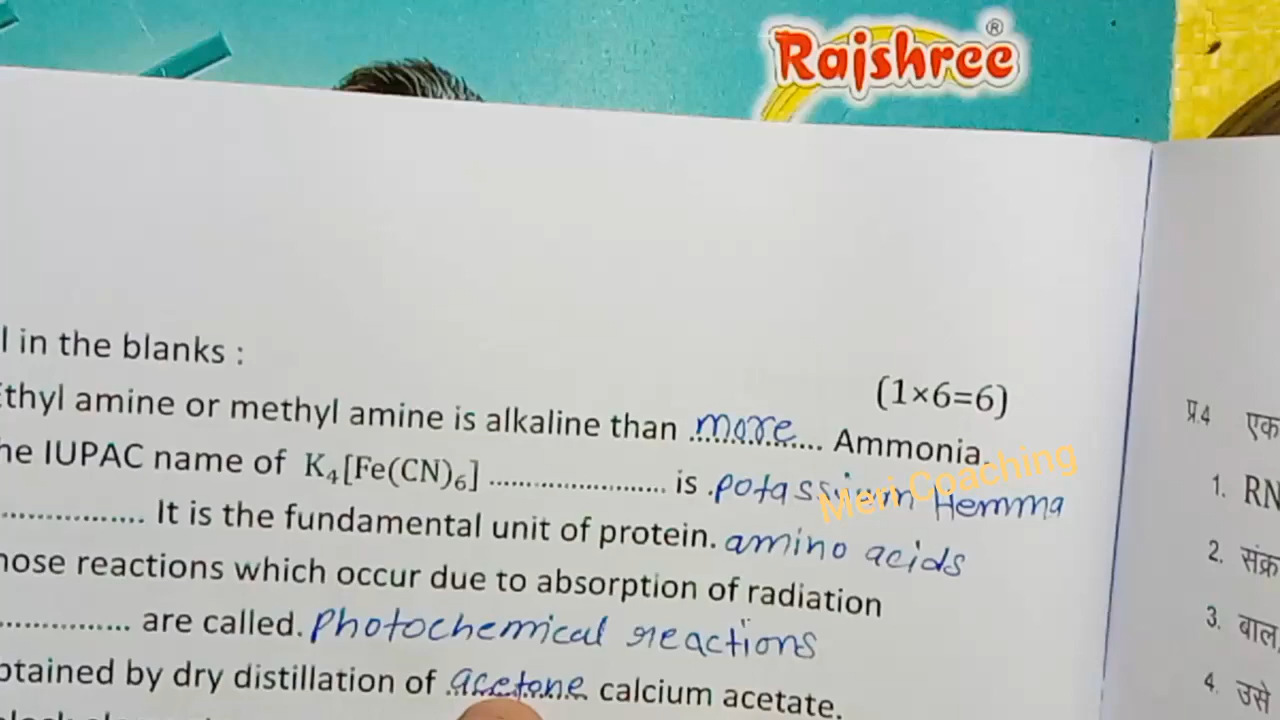 Rajshree ®
l in the blanks :
(1×6=6)
Ethyl amine or methyl amine is alkaline than more Ammonia.
he IUPAC name of K₄[Fe(CN)₆] ........................ is potassium Hemma
Meri Coaching
................ It is the fundamental unit of protein. amino acids
hose reactions which occur due to absorption of radiation
............... are called. Photochemical reactions
btained by dry distillation of acetone calcium acetate.
प्र.4 एक
1. RN
2. संक्र
3. बाल
4. उसे